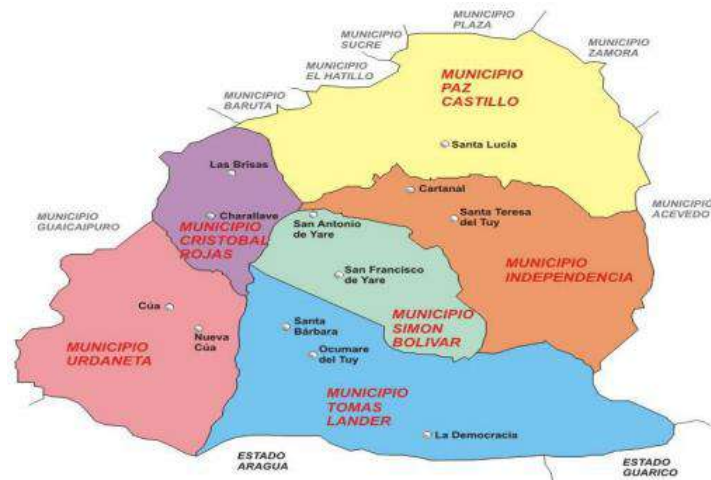 MUNICIPIO
PLAZA
MUNICIPIO
SUCRE
MUNICIPIO
ZAMORA
MUNICIPIO
EL HATILLO
MUNICIPIO
BARUTA
MUNICIPIO
PAZ
CASTILLO
Santa Lucia
Las Brisas
Cartanal
Charallave
San Antonio
de Yare
Santa Teresa
del Tuy
MUNICIPIO
ACEVEDO
MUNICIPIO
GUAICAIPURO
MUNICIPIO
CRISTOBAL
ROJAS
MUNICIPIO
INDEPENDENCIA
San Francisco
de Yare
Cúa
Nueva
Cúa
Santa
Bárbara
MUNICIPIO
SIMON
BOLIVAR
MUNICIPIO
URDANETA
Ocumare
del Tuy
MUNICIPIO
TOMAS
LANDER
La Democracia
ESTADO
ARAGUA
ESTADO
GUARICO